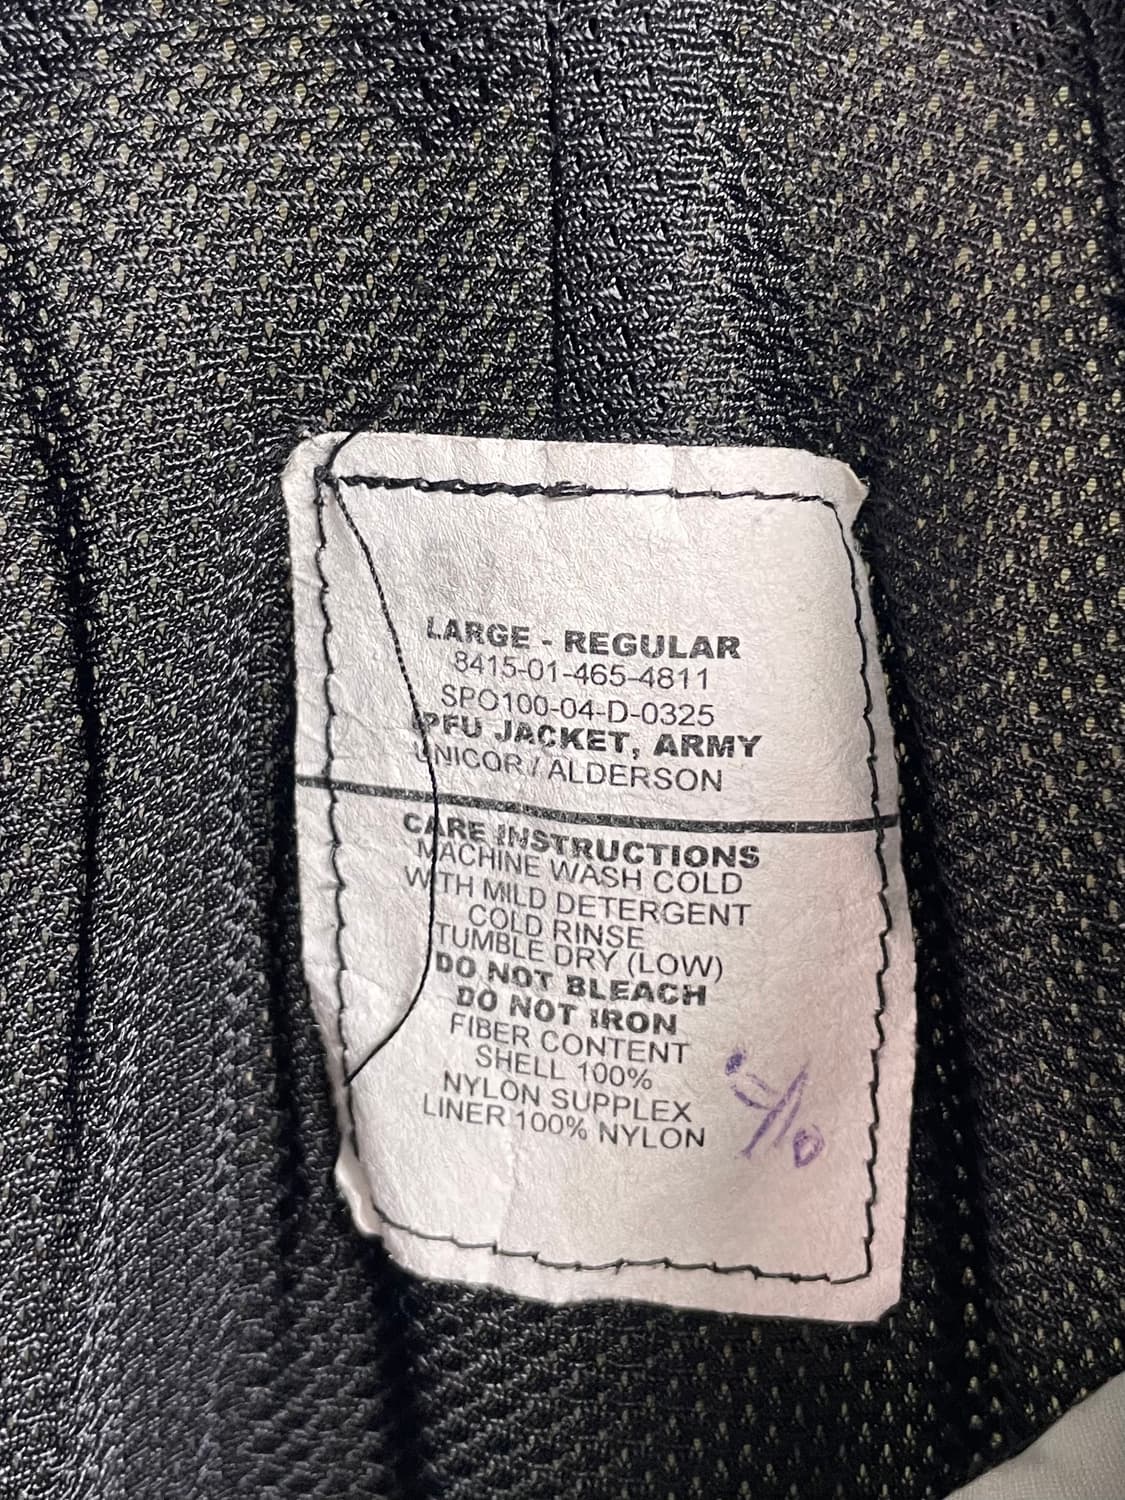 LARGE - REGULAR
8415-01-465-4811
SPO100-04-D-0325
PFU JACKET, ARMY
UNICOR / ALDERSON
CARE INSTRUCTIONS
MACHINE WASH COLD
WITH MILD DETERGENT
COLD RINSE
TUMBLE DRY (LOW)
DO NOT BLEACH
DO NOT IRON
FIBER CONTENT
SHELL 100%
NYLON SUPPLEX
LINER 100% NYLON